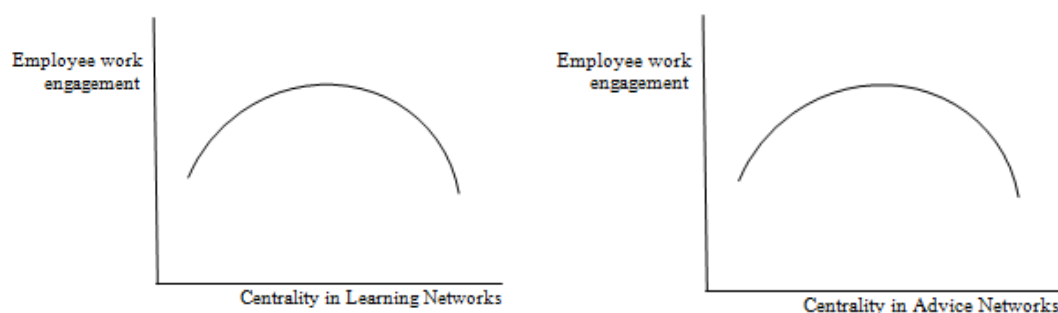 Employee work
engagement
Centrality in Learning Networks
Employee work
engagement
Centrality in Advice Networks